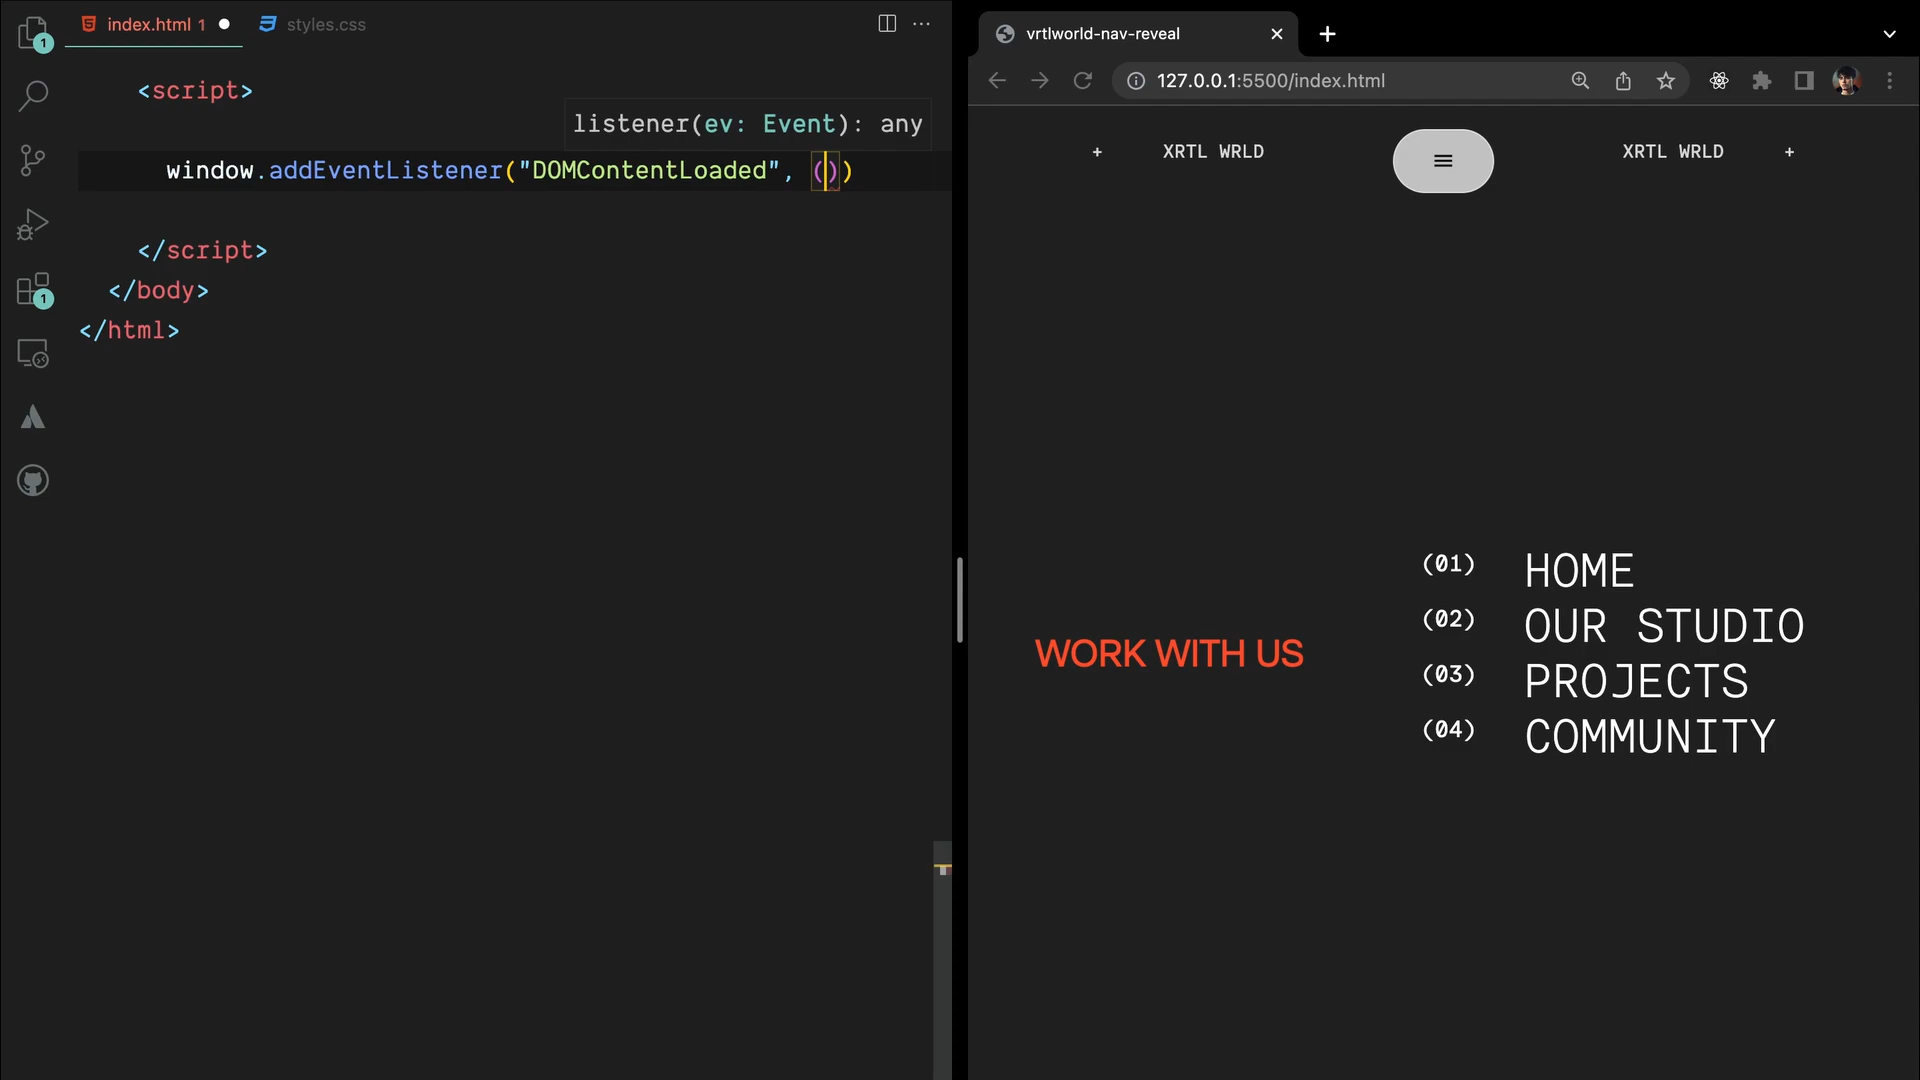 1
index.html 1
styles.css
<script>
listener(ev: Event): any
window.addEventListener("DOMContentLoaded", ())
</script>
</body>
</html>
1
vrtlworld-nav-reveal
127.0.0.1:5500/index.html
+ XRTL WRLD
XRTL WRLD +
(01) HOME
(02) OUR STUDIO
(03) PROJECTS
(04) COMMUNITY
WORK WITH US